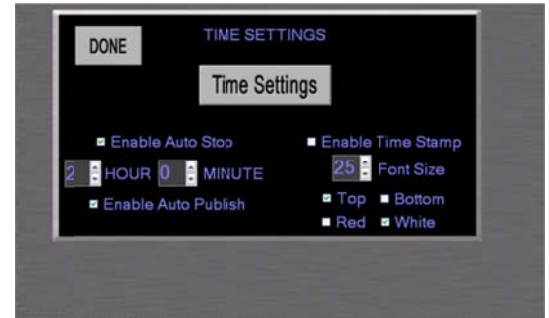 DONE
TIME SETTINGS
Time Settings
Enable Auto Stop
Enable Time Stamp
2 HOUR 0 MINUTE
25 Font Size
Enable Auto Publish
Top Bottom
Red White